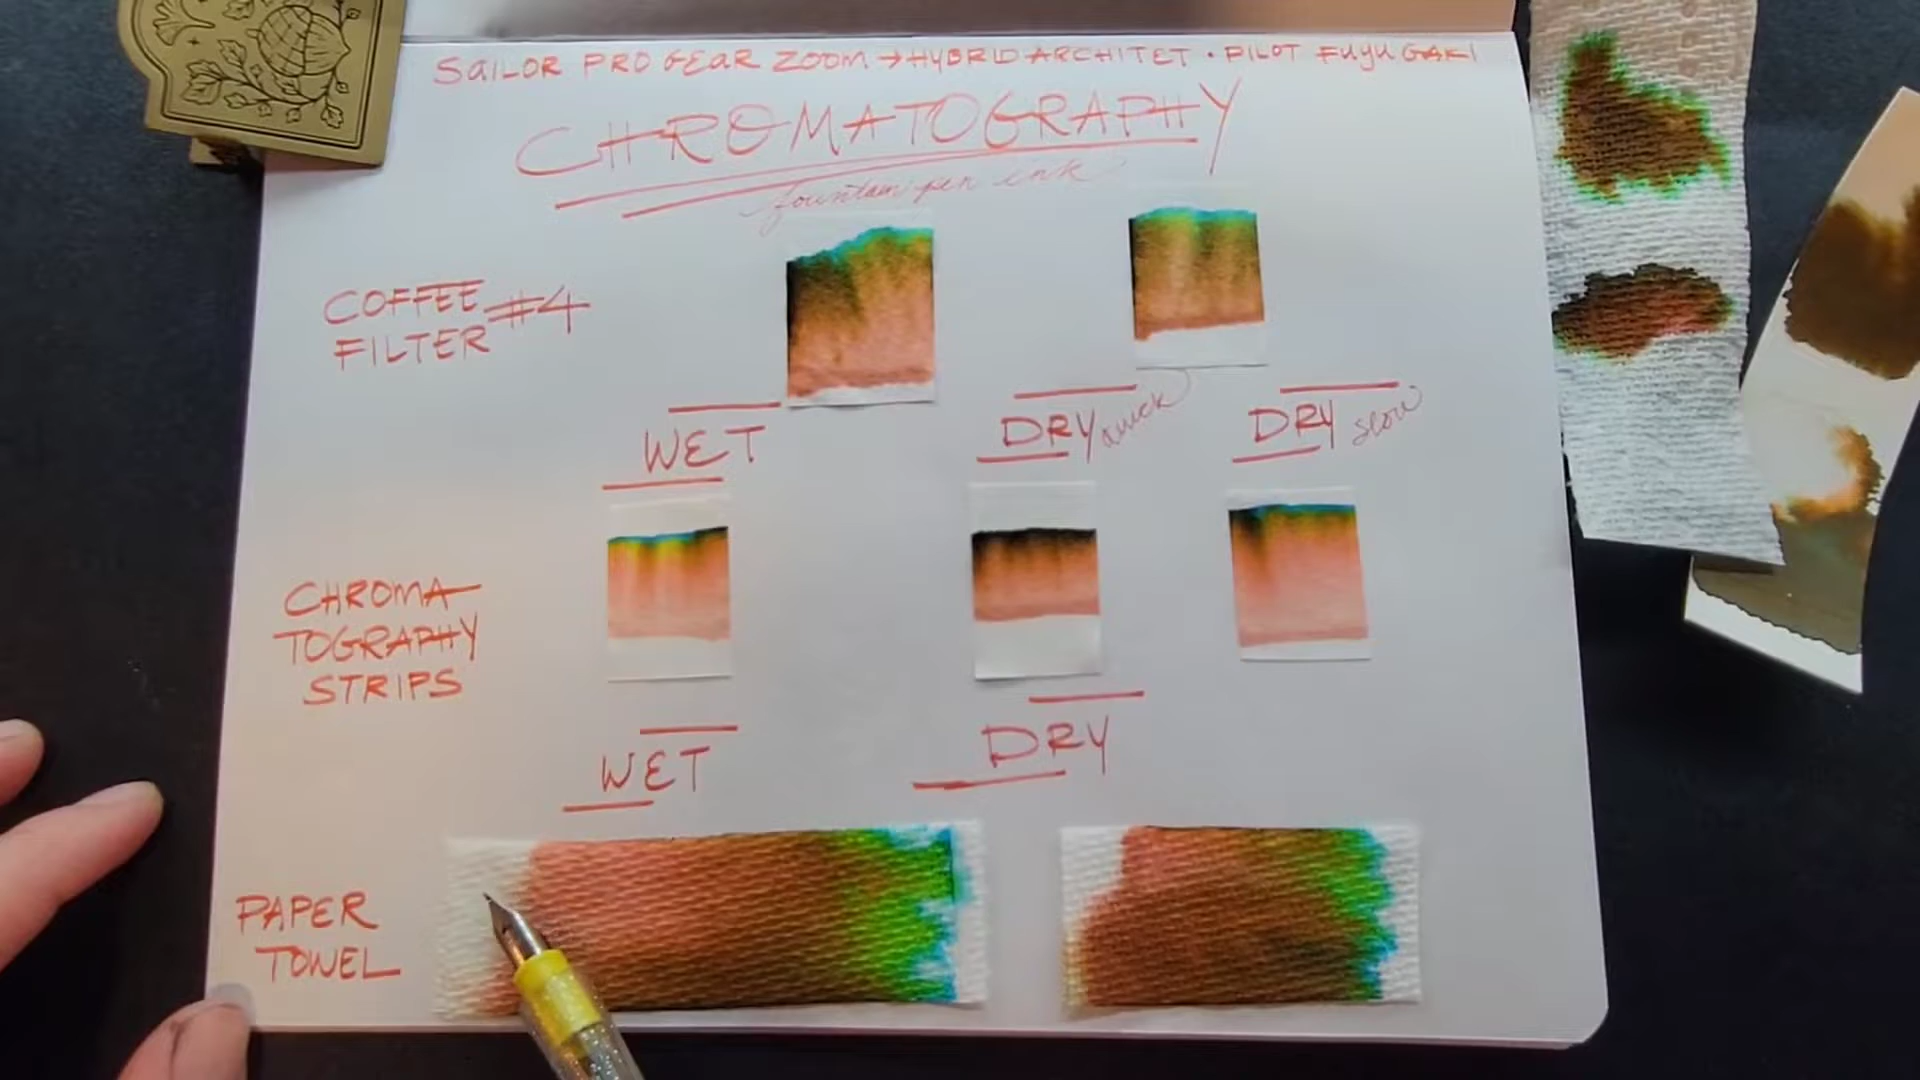 SAILOR PRO GEAR ZOOM → HYBRID ARCHITET · PILOT FUYU GAKI
CHROMATOGRAPHY
fountain pen ink
COFFEE #4
FILTER
WET
DRY quick
DRY slow
CHROMA
TOGRAPHY
STRIPS
WET
DRY
PAPER
TOWEL